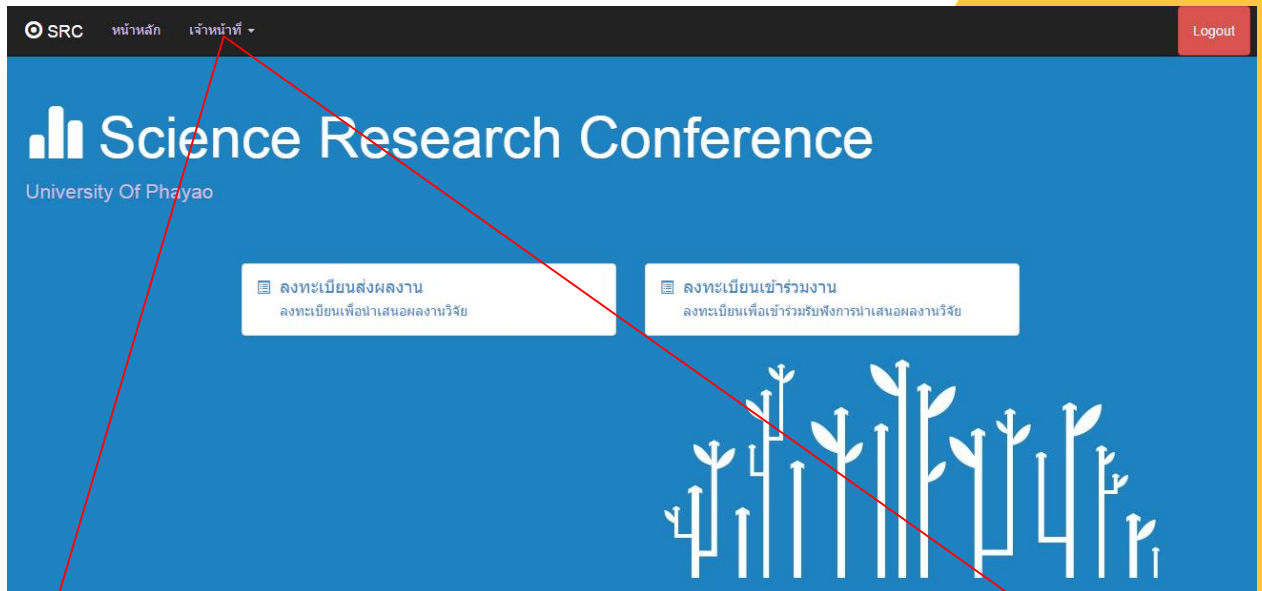 SRC หน้าหลัก เจ้าหน้าที่ Logout
Science Research Conference
University Of Phayao
ลงทะเบียนส่งผลงาน
ลงทะเบียนเพื่อนำเสนอผลงานวิจัย
ลงทะเบียนเข้าร่วมงาน
ลงทะเบียนเพื่อเข้าร่วมรับฟังการนำเสนอผลงานวิจัย